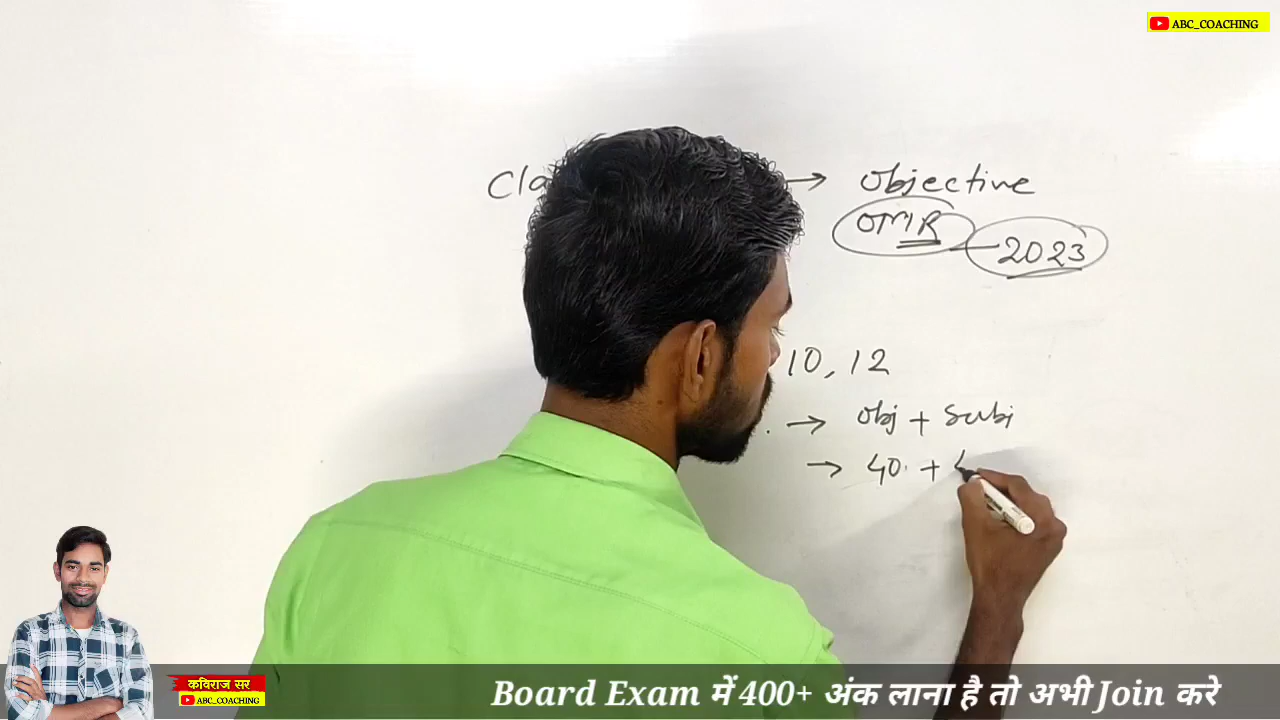 ABC_COACHING
Cla → Objective
OMR - 2023
10, 12
. → obj + Subj
→ 40 +
कविराज सर
ABC_COACHING
Board Exam में 400+ अंक लाना है तो अभी Join करे